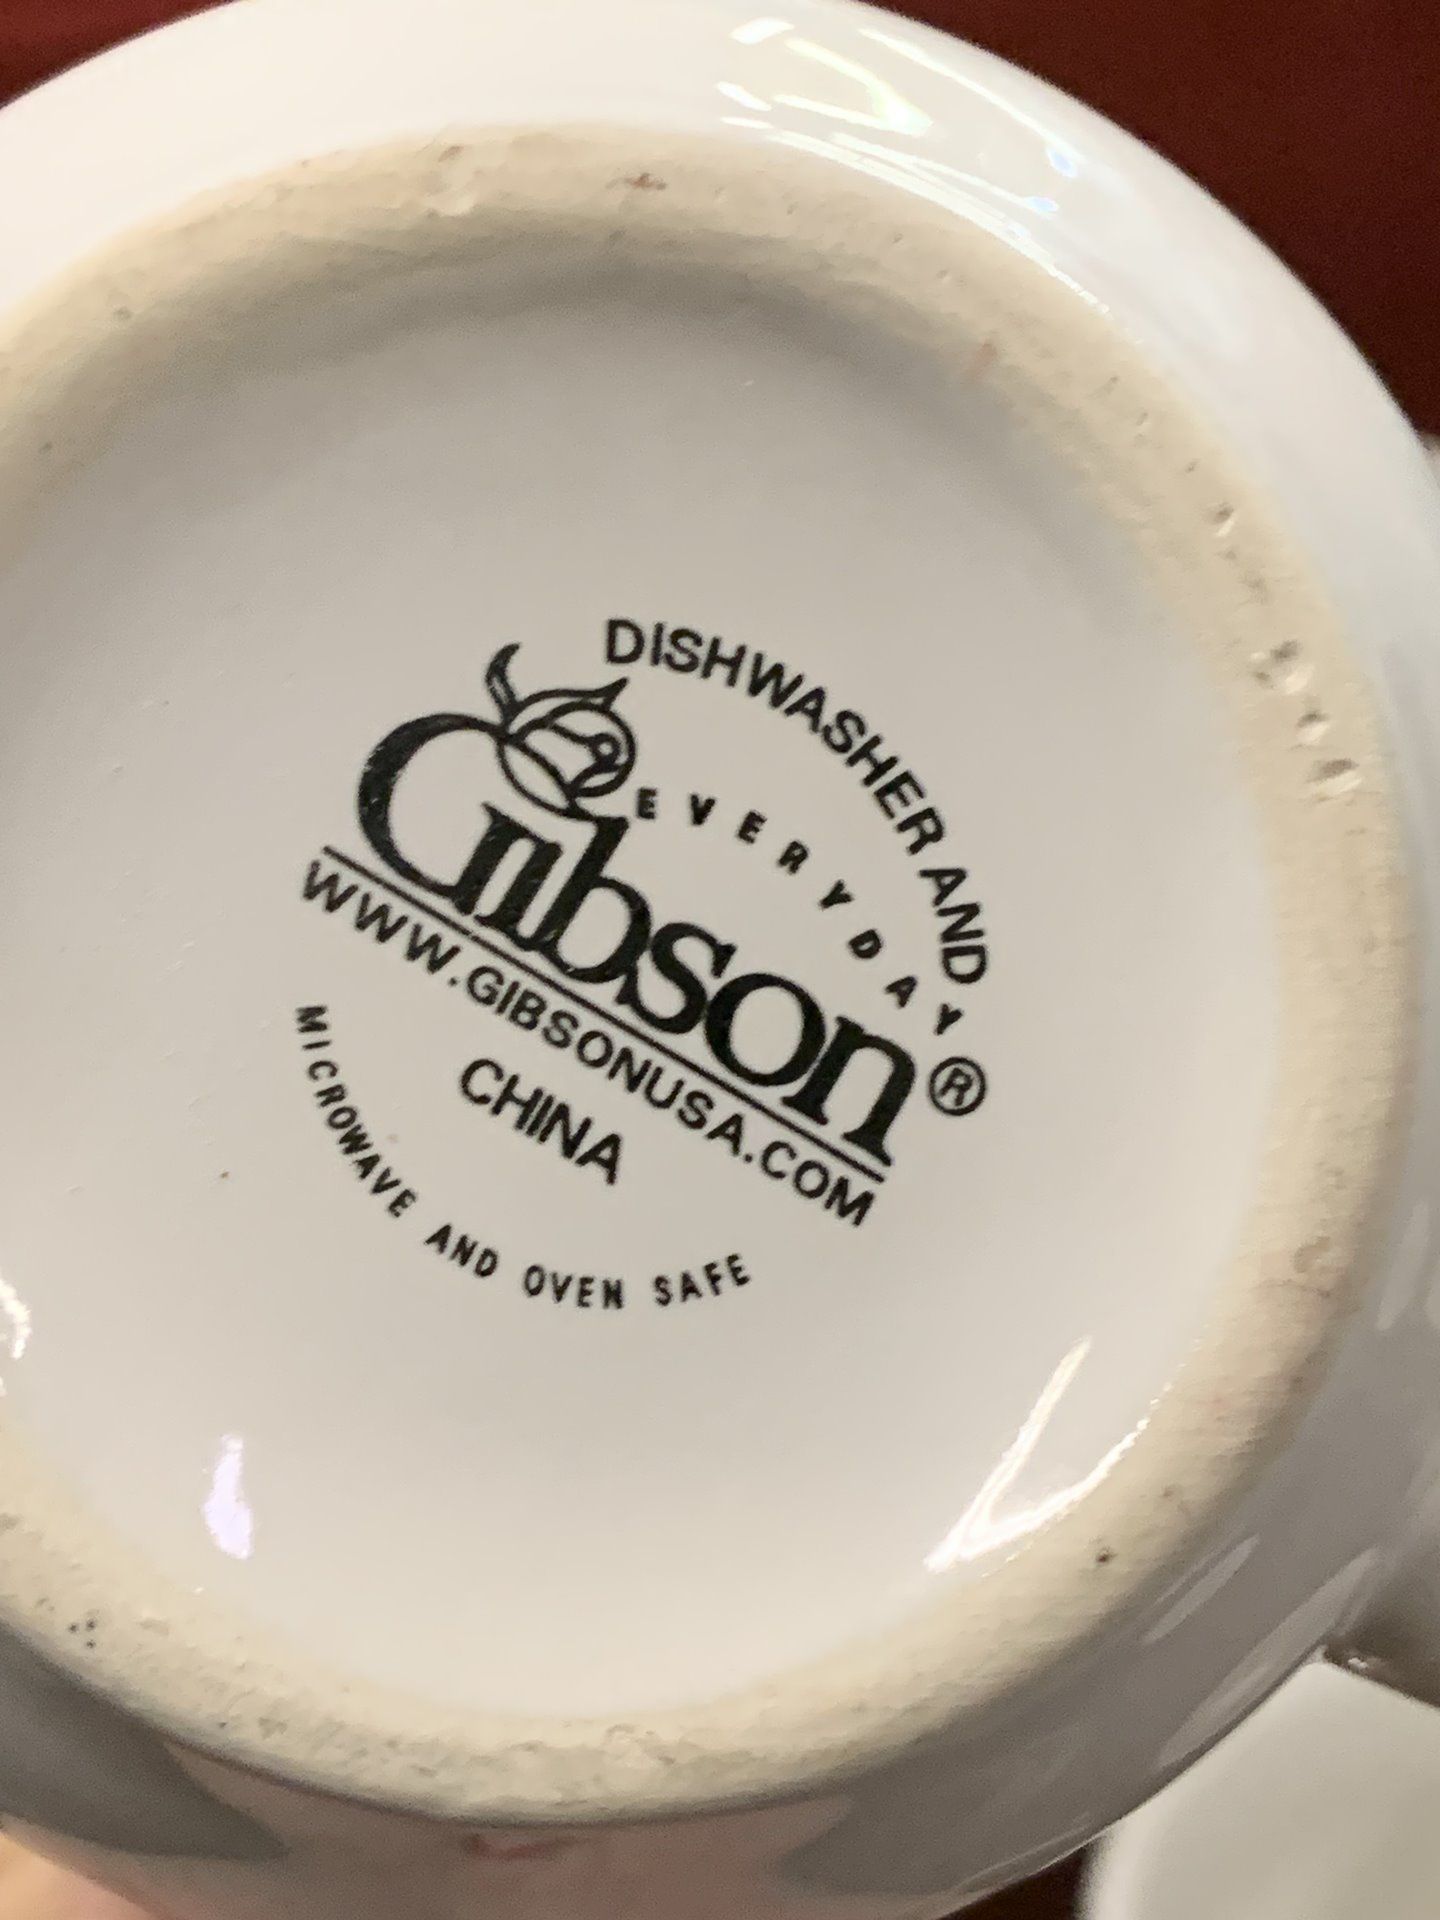 DISHWASHER AND
EVERYDAY
Gibson®
WWW.GIBSONUSA.COM
CHINA
MICROWAVE AND OVEN SAFE